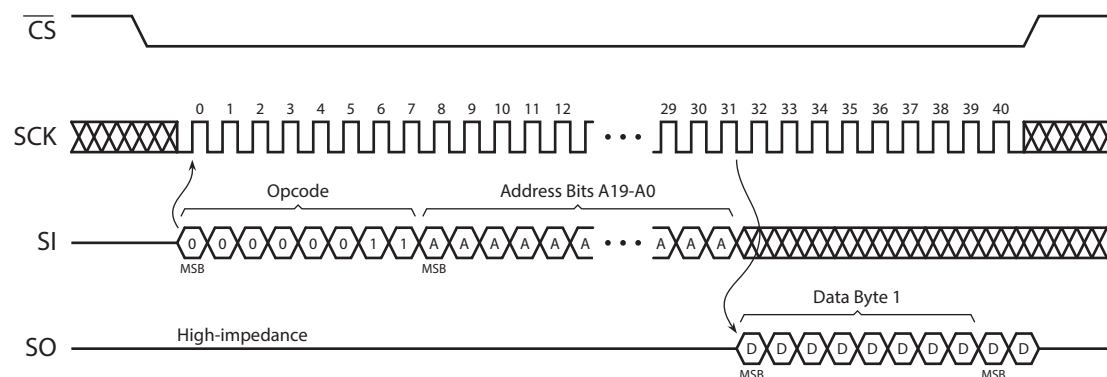 CS
0 1 2 3 4 5 6 7 8 9 10 11 12 29 30 31 32 33 34 35 36 37 38 39 40
SCK
Opcode Address Bits A19-A0
SI 0 0 0 0 0 0 1 1 A A A A A A A A A
MSB MSB
Data Byte 1
High-impedance
SO D D D D D D D D D D
MSB MSB